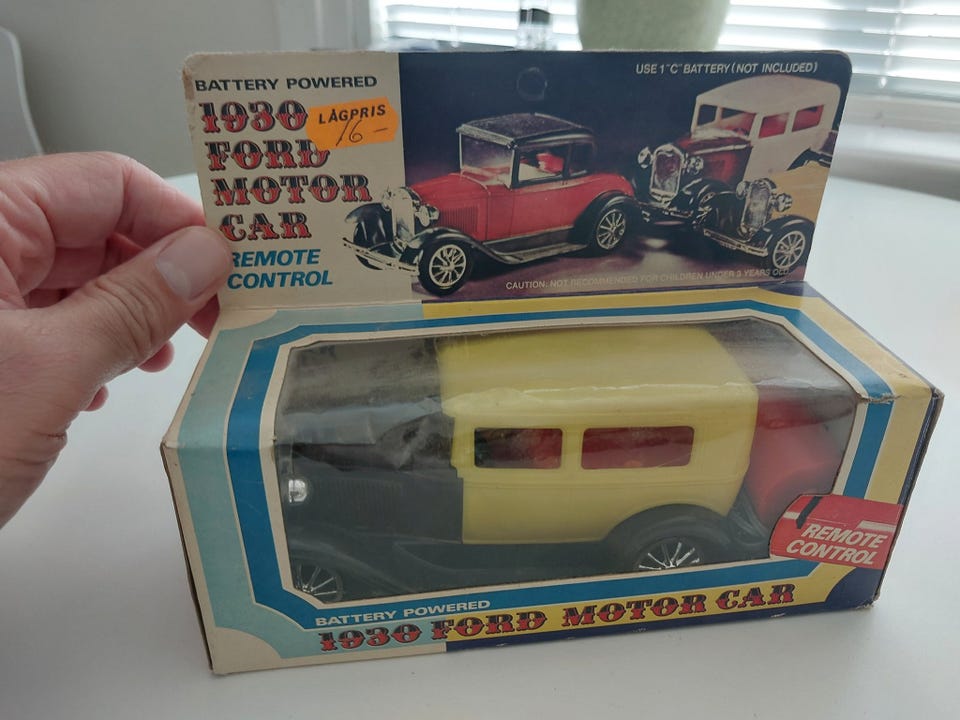 BATTERY POWERED
1930
FORD
MOTOR
CAR
REMOTE
CONTROL
LÅGPRIS
16-
USE 1 "C" BATTERY (NOT INCLUDED)
CAUTION: NOT RECOMMENDED FOR CHILDREN UNDER 3 YEARS OLD.
REMOTE
CONTROL
BATTERY POWERED
1930 FORD MOTOR CAR